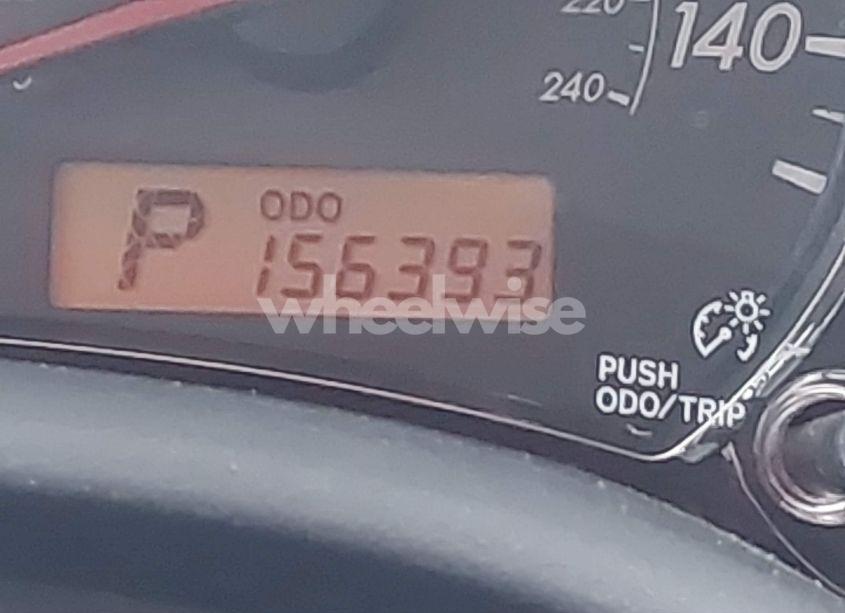 220
140
240
P
ODO
156393
wheelwise
PUSH
ODO/TRIP